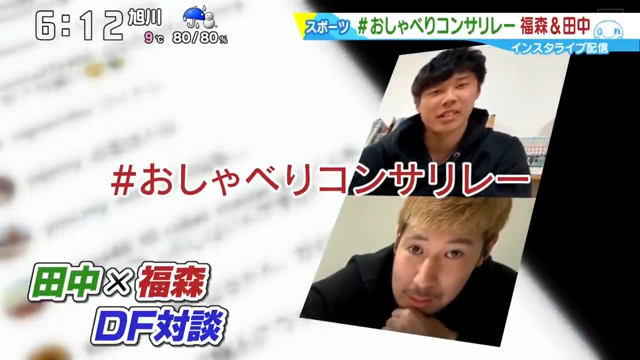 6:12 旭川
9℃ 80/80%
スポーツ #おしゃべりコンサリレー 福森&田中
インスタライブ配信
#おしゃべりコンサリレー
田中×福森
DF対談